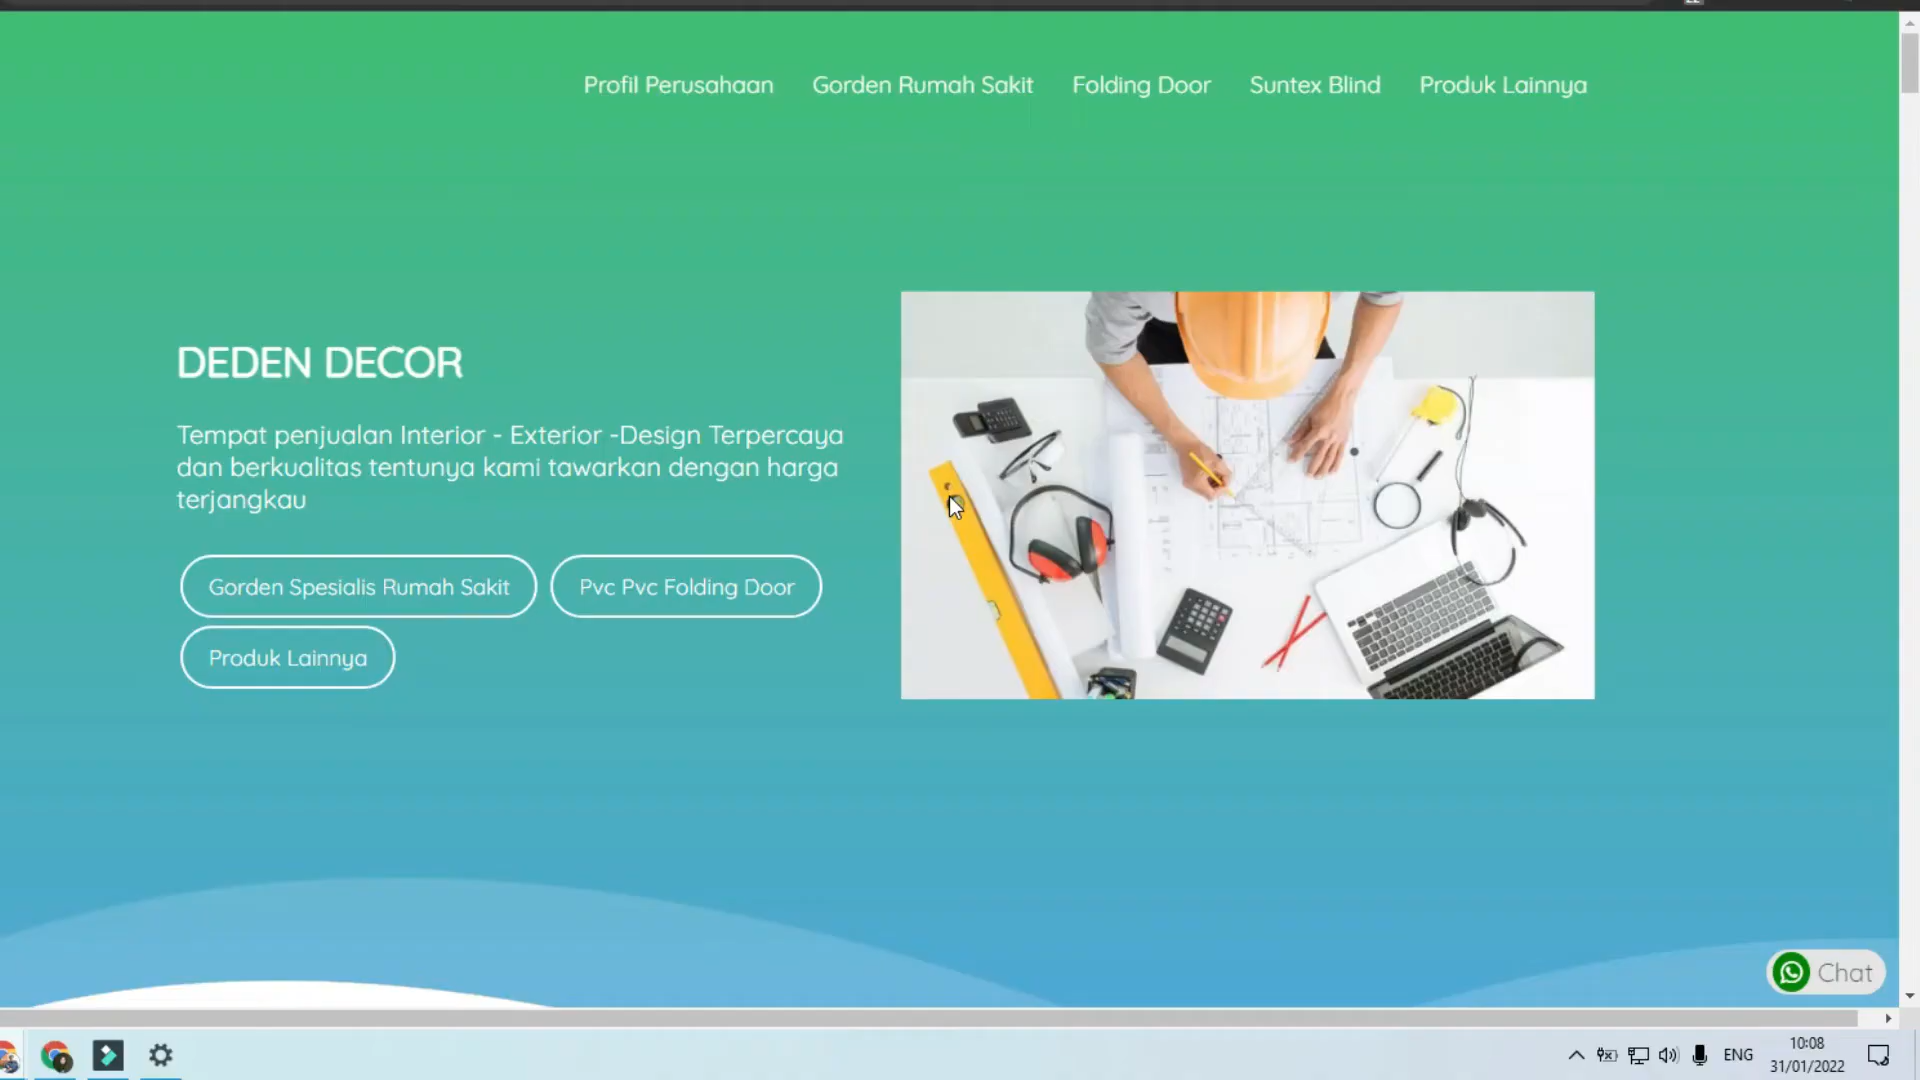 Profil Perusahaan
Gorden Rumah Sakit
Folding Door
Suntex Blind
Produk Lainnya
DEDEN DECOR
Tempat penjualan Interior - Exterior -Design Terpercaya
dan berkualitas tentunya kami tawarkan dengan harga
terjangkau
Gorden Spesialis Rumah Sakit
Pvc Pvc Folding Door
Produk Lainnya
Chat
ENG
10:08
31/01/2022